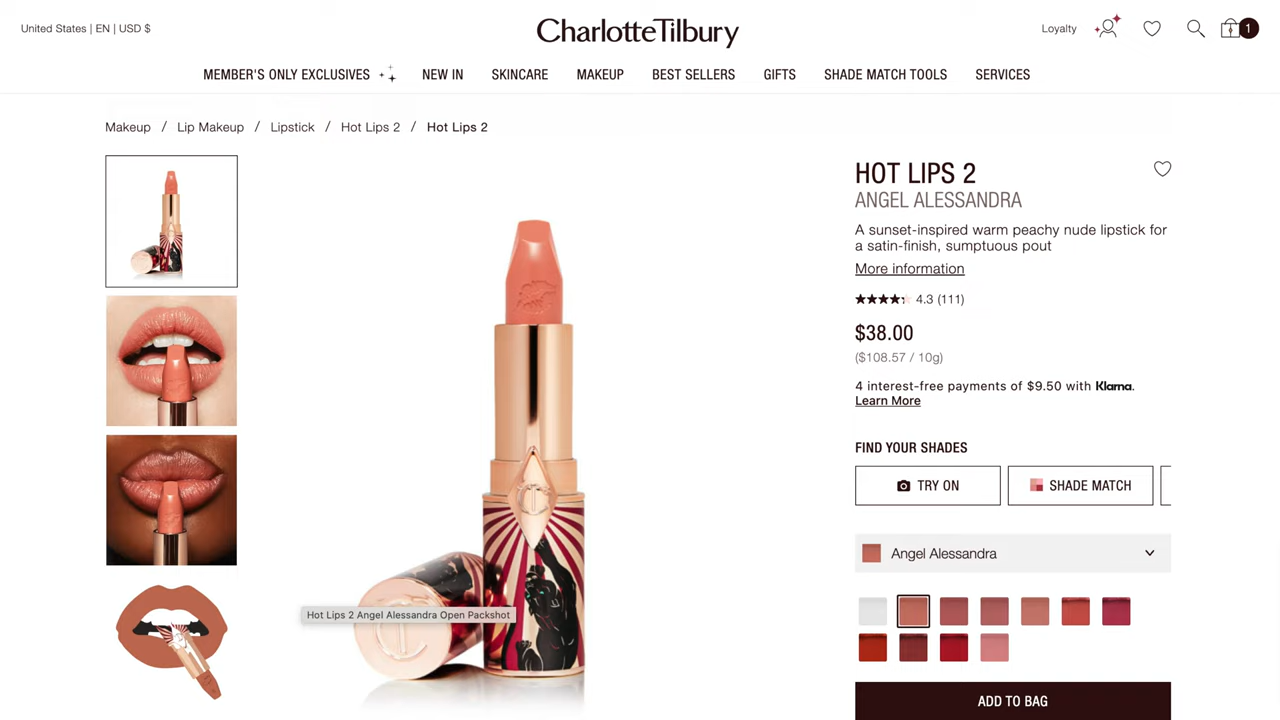 United States | EN | USD $
CharlotteTilbury
Loyalty
1
MEMBER'S ONLY EXCLUSIVES
NEW IN
SKINCARE
MAKEUP
BEST SELLERS
GIFTS
SHADE MATCH TOOLS
SERVICES
Makeup / Lip Makeup / Lipstick / Hot Lips 2 / Hot Lips 2
HOT LIPS 2
ANGEL ALESSANDRA
A sunset-inspired warm peachy nude lipstick for
a satin-finish, sumptuous pout
More information
4.3 (111)
$38.00
($108.57 / 10g)
4 interest-free payments of $9.50 with Klarna.
Learn More
FIND YOUR SHADES
TRY ON
SHADE MATCH
Angel Alessandra
Hot Lips 2 Angel Alessandra Open Packshot
CT
CT
ADD TO BAG